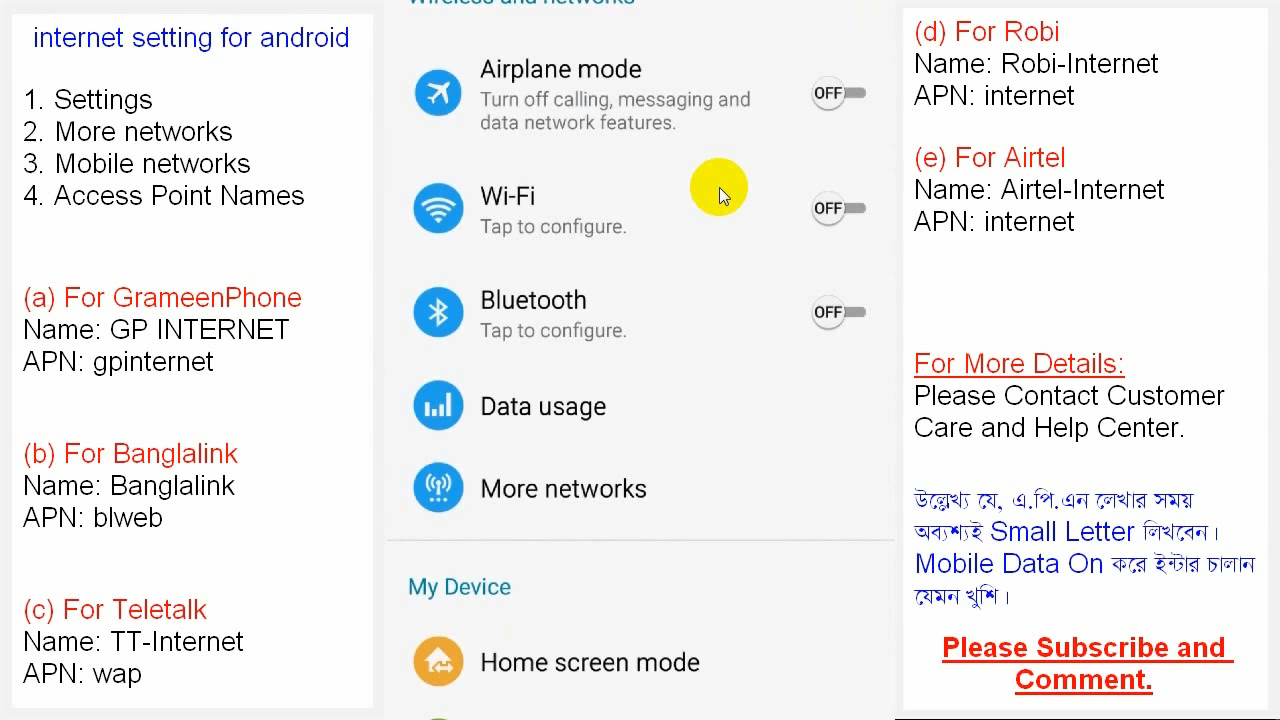 internet setting for android
1. Settings
2. More networks
3. Mobile networks
4. Access Point Names
(a) For GrameenPhone
Name: GP INTERNET
APN: gpinternet
(b) For Banglalink
Name: Banglalink
APN: blweb
(c) For Teletalk
Name: TT-Internet
APN: wap
Wireless and networks
Airplane mode
Turn off calling, messaging and
data network features.
OFF
Wi-Fi
Tap to configure.
OFF
Bluetooth
Tap to configure.
OFF
Data usage
More networks
My Device
Home screen mode
(d) For Robi
Name: Robi-Internet
APN: internet
(e) For Airtel
Name: Airtel-Internet
APN: internet
For More Details:
Please Contact Customer
Care and Help Center.
উল্লেখ্য যে, এ.পি.এন লেখার সময়
অবশ্যই Small Letter লিখবেন।
Mobile Data On করে ইন্টার চালান
যেমন খুশি।
Please Subscribe and
Comment.